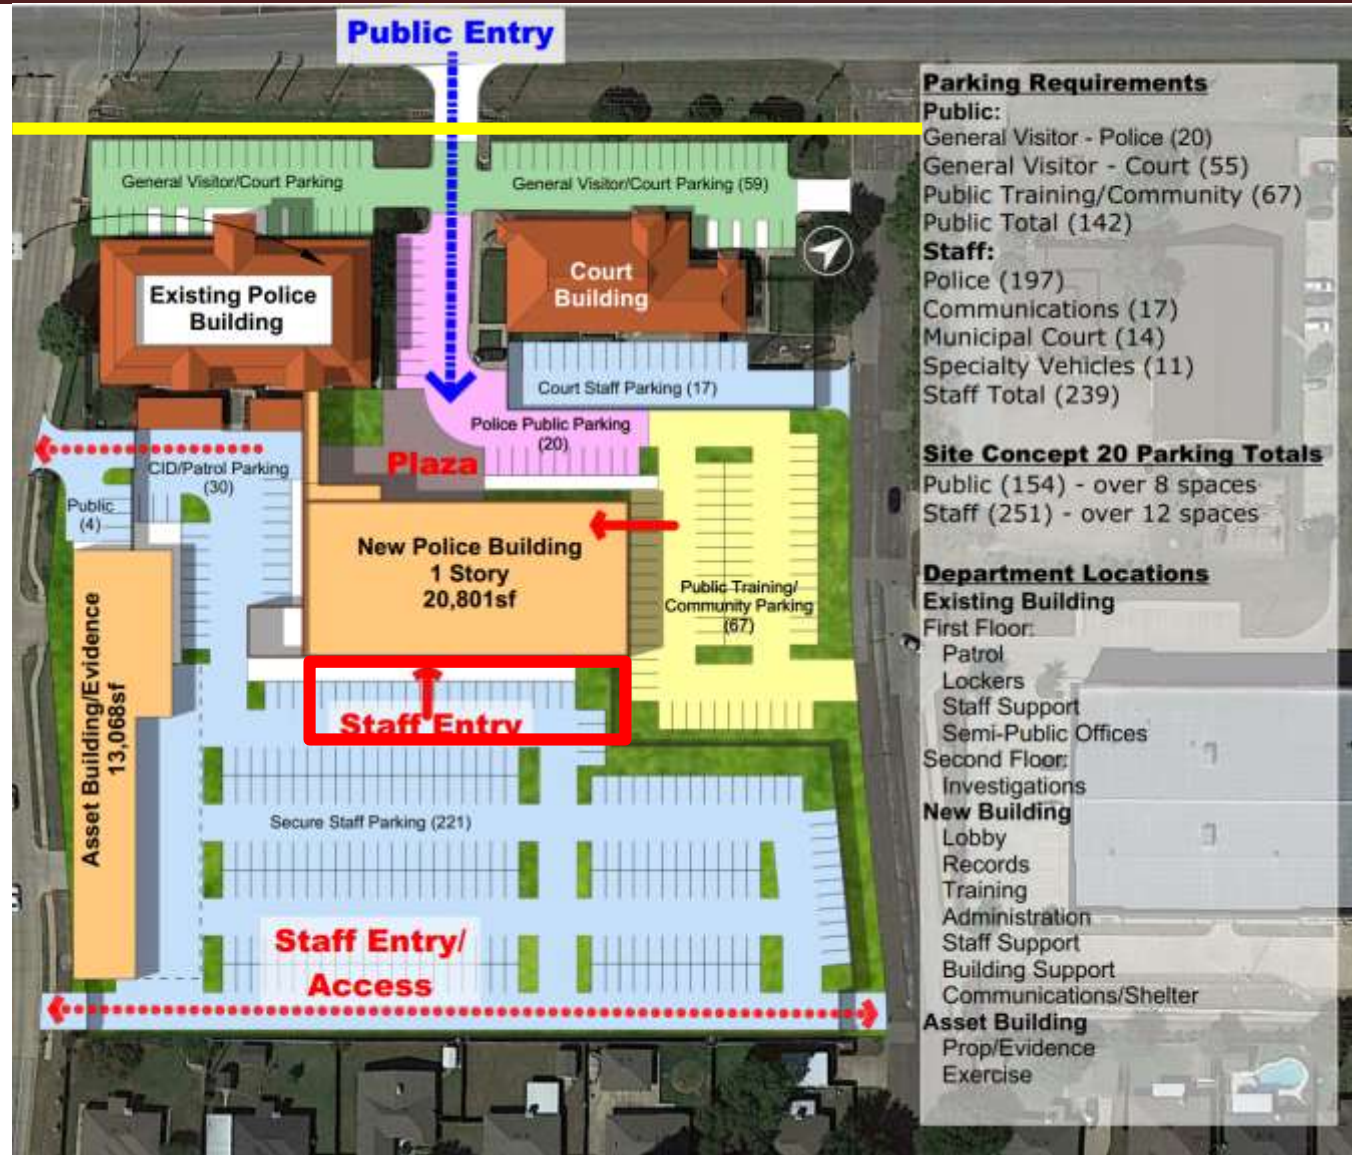 Public Entry
General Visitor/Court Parking
General Visitor/Court Parking (59)
Existing Police
Building
Court
Building
Court Staff Parking (17)
Police Public Parking
(20)
Plaza
CID/Patrol Parking
(30)
Public
(4)
New Police Building
1 Story
20,801sf
Public Training/
Community Parking
(67)
Asset Building/Evidence
13,068sf
Staff Entry
Secure Staff Parking (221)
Staff Entry/
Access
Parking Requirements
Public:
General Visitor - Police (20)
General Visitor - Court (55)
Public Training/Community (67)
Public Total (142)
Staff:
Police (197)
Communications (17)
Municipal Court (14)
Specialty Vehicles (11)
Staff Total (239)
Site Concept 20 Parking Totals
Public (154) - over 8 spaces
Staff (251) - over 12 spaces
Department Locations
Existing Building
First Floor:
Patrol
Lockers
Staff Support
Semi-Public Offices
Second Floor:
Investigations
New Building
Lobby
Records
Training
Administration
Staff Support
Building Support
Communications/Shelter
Asset Building
Prop/Evidence
Exercise